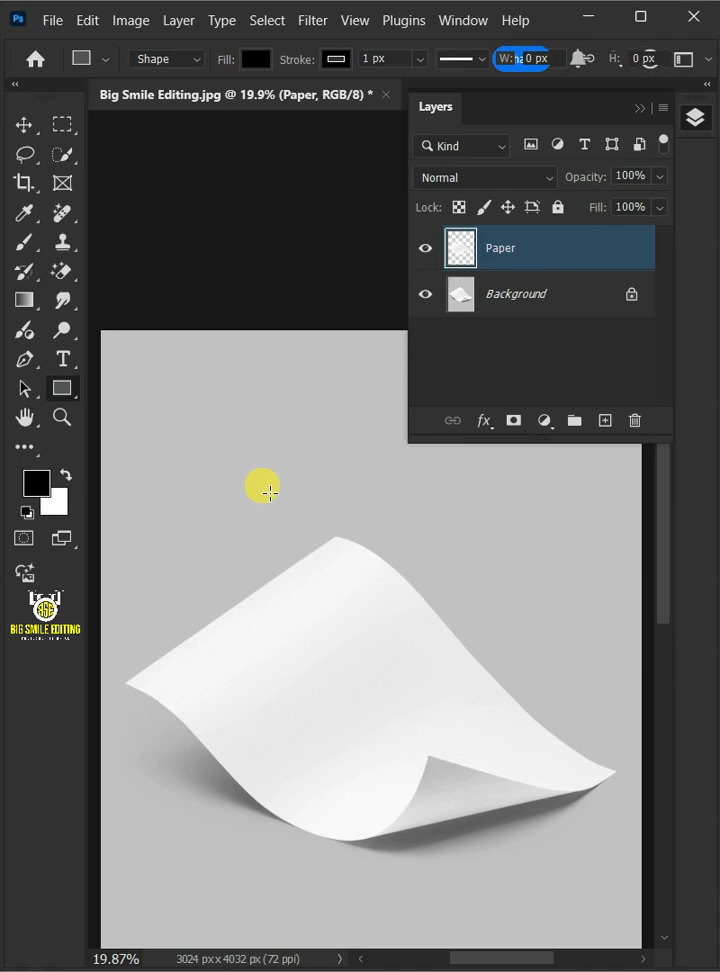 Ps File Edit Image Layer Type Select Filter View Plugins Window Help
Shape Fill: Stroke: 1 px W: 0 px H: 0 px
Big Smile Editing.jpg @ 19.9% (Paper, RGB/8) *
Layers
Kind
Normal Opacity: 100%
Lock: Fill: 100%
Paper
Background
fx
BIG SMILE EDITING
19.87% 3024 px x 4032 px (72 ppi)